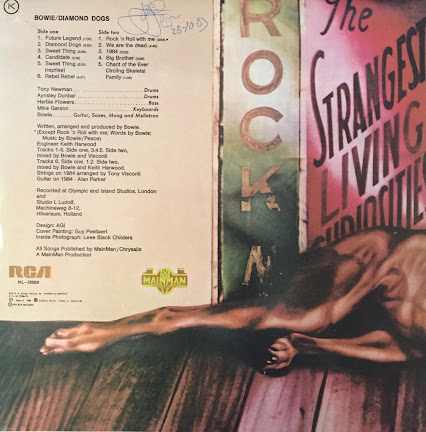 K
BOWIE/DIAMOND DOGS
28-10-89
Side one
1. Future Legend
2. Diamond Dogs
3. Sweet Thing
4. Candidate
5. Sweet Thing
(reprise)
6. Rebel Rebel
Side two
1. Rock 'n Roll with me
2. We are the dead
3. 1984
4. Big Brother
5. Chant of the Ever
Circling Skeletal
Family
Tony Newman Drums
Aynsley Dunbar Drums
Herbie Flowers Bass
Mike Garson Keyboards
Bowie Guitar, Saxes, Moog and Mellotron
Written, arranged and produced by Bowie.
*(Except Rock 'n Roll with me; Words by Bowie;
Music by Bowie/Peace)
Engineer Keith Harwood
Tracks 1-5. Side one, 3.4.5. Side two,
mixed by Bowie and Visconti
Tracks 6. Side one, 1.2. Side two,
mixed by Bowie and Keith Harwood.
Strings on 1984 arranged by Tony Visconti
Guitar on 1984 - Alan Parker
Recorded at Olympic and Island Studios, London
and
Studio L Ludolf,
Machineweg 8-12,
Hilversum, Holland
Design: AGI
Cover Painting: Guy Peellaert
Inside Photograph: Leee Black Childers
All Songs Published by MainMan/Chrysalis
A MainMan Production
RCA
MAINMAN
ROCK N
The
STRANGEST
LIVING
CURIOSITIES